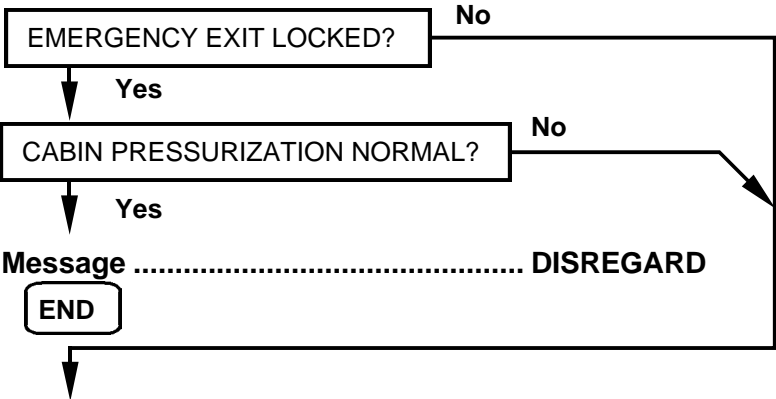 No
EMERGENCY EXIT LOCKED?
Yes
No
CABIN PRESSURIZATION NORMAL?
Yes
Message ............................................... DISREGARD
END